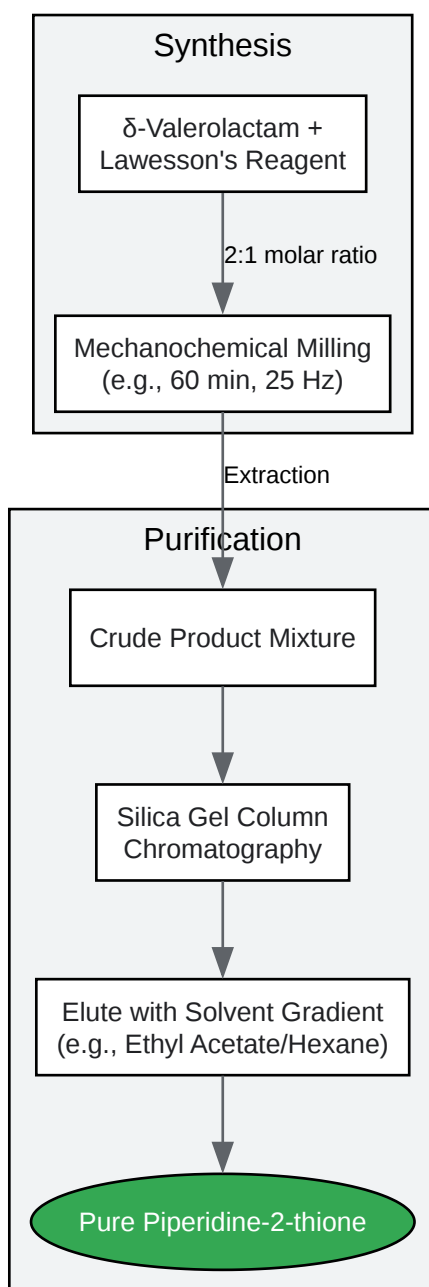 Synthesis
δ-Valerolactam +
Lawesson's Reagent
2:1 molar ratio
Mechanochemical Milling
(e.g., 60 min, 25 Hz)
Extraction
Purification
Crude Product Mixture
Silica Gel Column
Chromatography
Elute with Solvent Gradient
(e.g., Ethyl Acetate/Hexane)
Pure Piperidine-2-thione